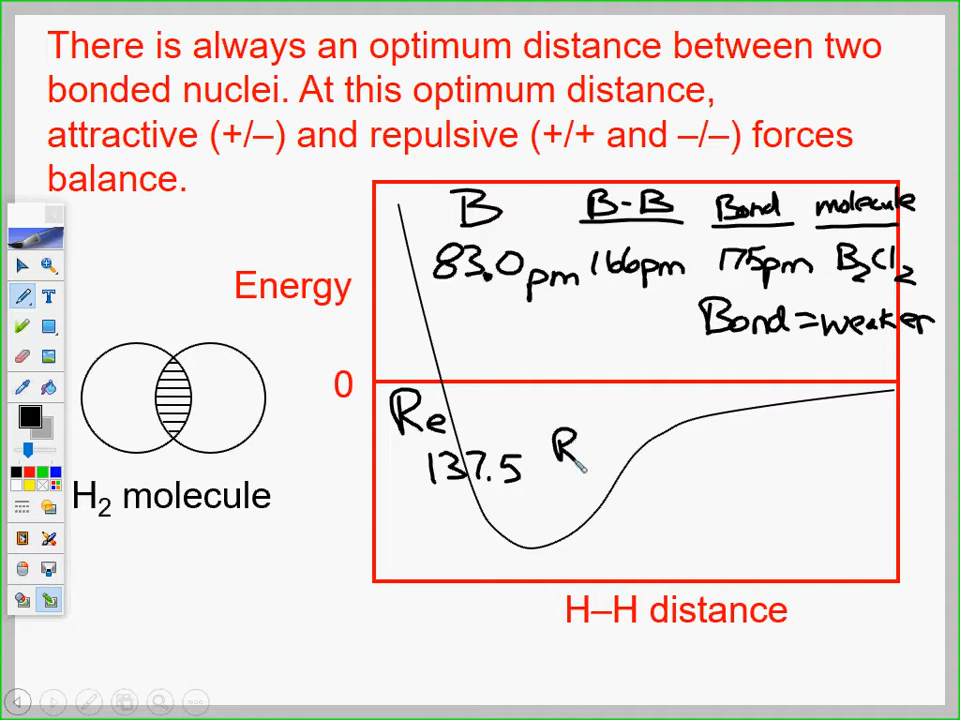 There is always an optimum distance between two
bonded nuclei. At this optimum distance,
attractive (+/–) and repulsive (+/+ and –/–) forces
balance.
B B-B Bond molecule
83.0pm 166pm 175pm B2Cl2
Bond=weaker
Energy
0
Re
137.5 R
H2 molecule
H–H distance
T